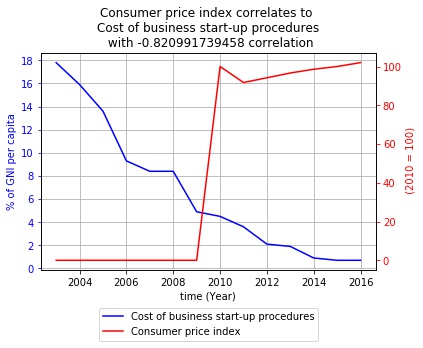 Consumer price index correlates to
Cost of business start-up procedures
with -0.820991739458 correlation
18
16
14
12
10
8
6
4
2
0
% of GNI per capita
100
80
60
40
20
0
(2010 = 100)
2004 2006 2008 2010 2012 2014 2016
time (Year)
Cost of business start-up procedures
Consumer price index